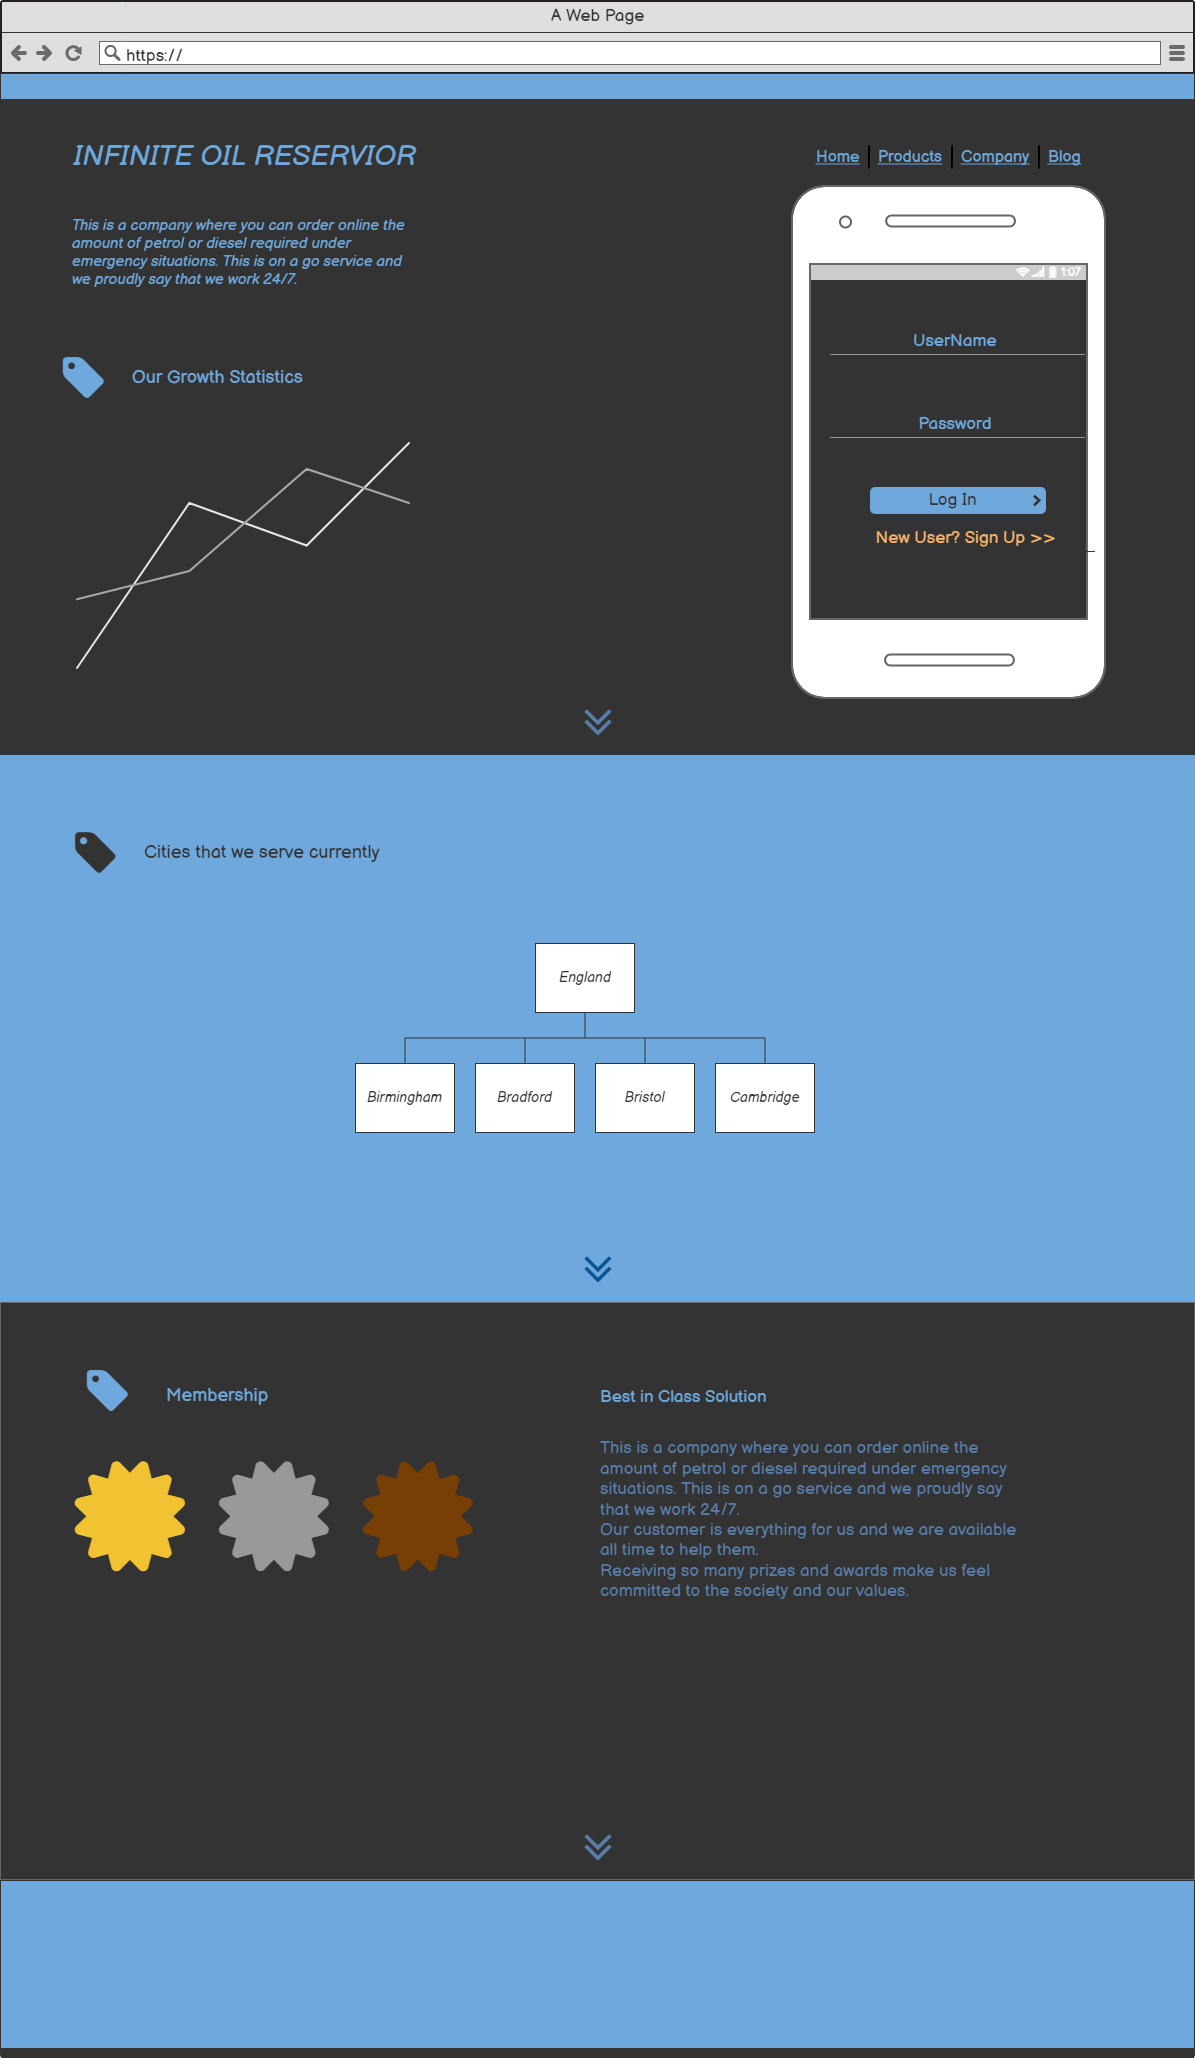 A Web Page
https://
INFINITE OIL RESERVIOR
Home Products Company Blog
This is a company where you can order online the
amount of petrol or diesel required under
emergency situations. This is on a go service and
we proudly say that we work 24/7.
1:07
UserName
Our Growth Statistics
Password
Log In
New User? Sign Up >>
Cities that we serve currently
England
Birmingham Bradford Bristol Cambridge
Membership
Best in Class Solution
This is a company where you can order online the
amount of petrol or diesel required under emergency
situations. This is on a go service and we proudly say
that we work 24/7.
Our customer is everything for us and we are available
all time to help them.
Receiving so many prizes and awards make us feel
committed to the society and our values.